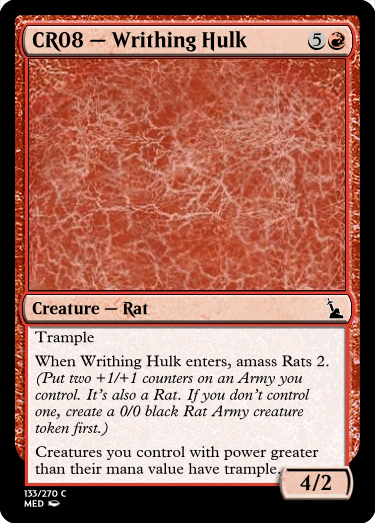 CR08 — Writhing Hulk 5
Creature — Rat
Trample
When Writhing Hulk enters, amass Rats 2.
(Put two +1/+1 counters on an Army you
control. It's also a Rat. If you don't control
one, create a 0/0 black Rat Army creature
token first.)
Creatures you control with power greater
than their mana value have trample.
4/2
133/270 C
MED